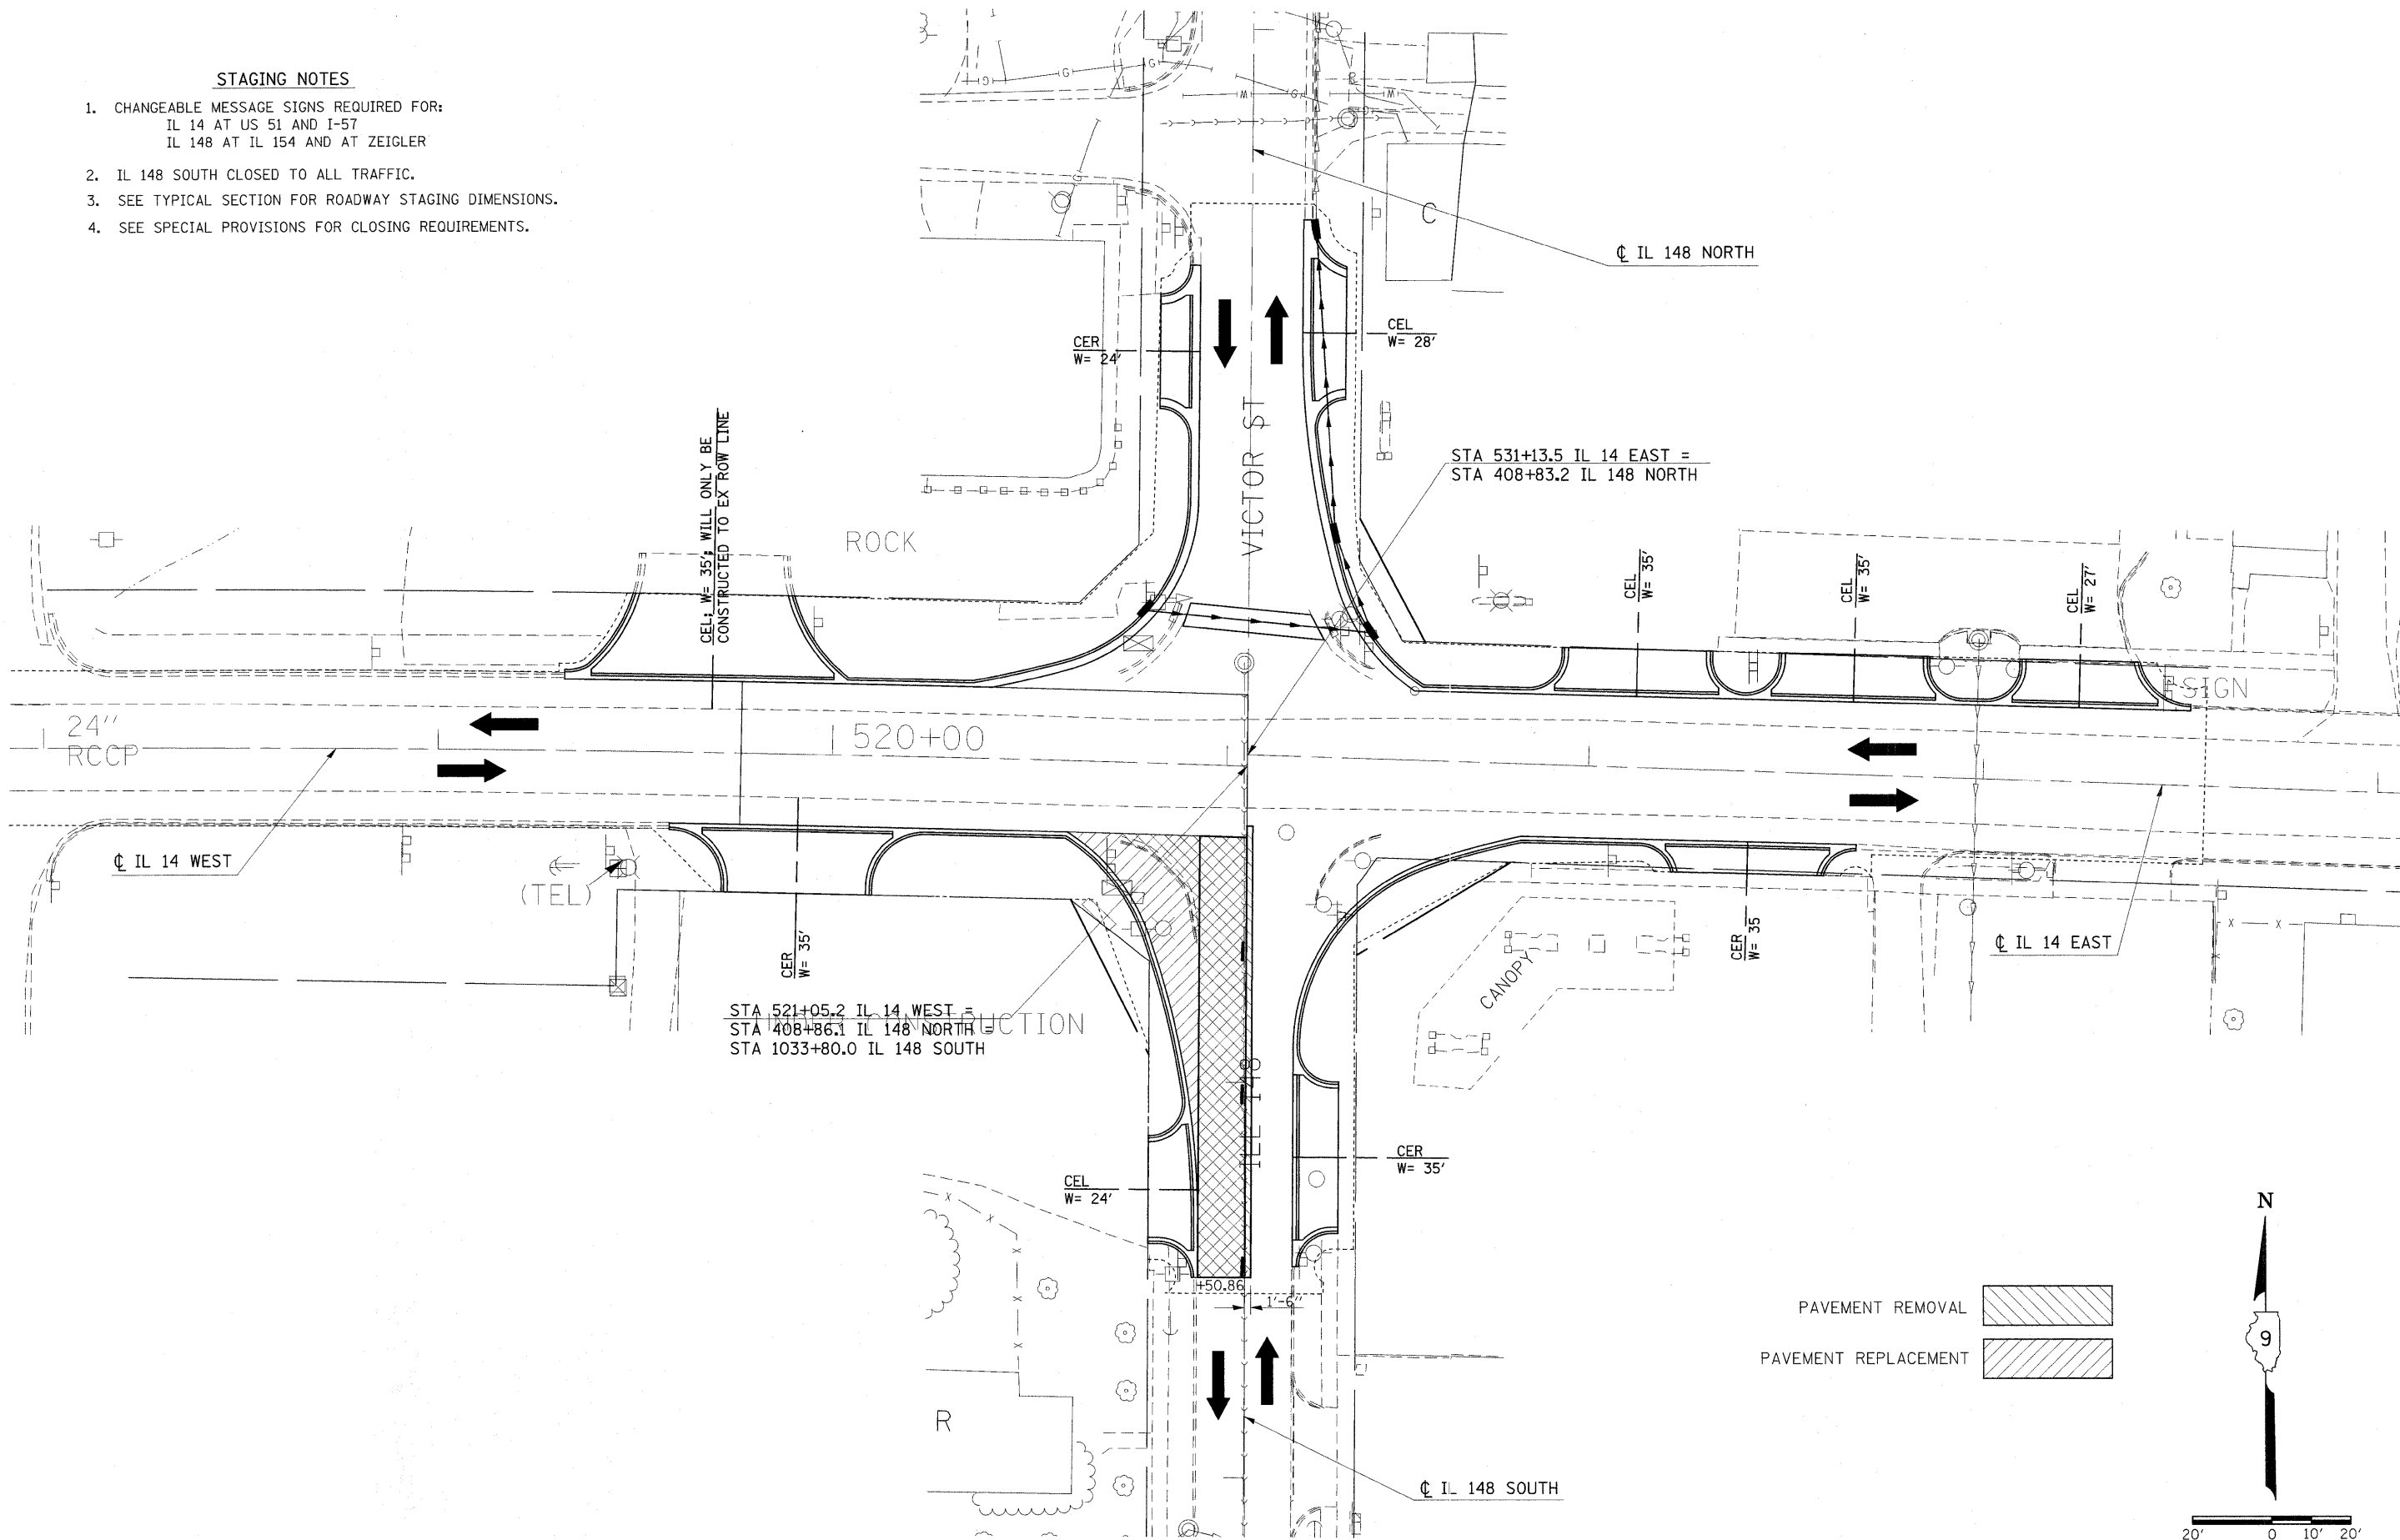 STAGING NOTES
1. CHANGEABLE MESSAGE SIGNS REQUIRED FOR:
IL 14 AT US 51 AND I-57
IL 148 AT IL 154 AND AT ZEIGLER
2. IL 148 SOUTH CLOSED TO ALL TRAFFIC.
3. SEE TYPICAL SECTION FOR ROADWAY STAGING DIMENSIONS.
4. SEE SPECIAL PROVISIONS FOR CLOSING REQUIREMENTS.
G
G
G
G
W
G
W
G
R
C
℄ IL 148 NORTH
CER
W= 24'
CEL
W= 28'
VICTOR ST
CEL; W= 35'; WILL ONLY BE
CONSTRUCTED TO EX ROW LINE
STA 531+13.5 IL 14 EAST =
STA 408+83.2 IL 148 NORTH
ROCK
CEL
W= 35'
CEL
W= 35'
CEL
W= 27'
SIGN
24"
RCCP
520+00
℄ IL 14 WEST
(TEL)
CER
W= 35'
CER
W= 35
CANOPY
℄ IL 14 EAST
X
X
X
STA 521+05.2 IL 14 WEST =
STA 408+86.1 IL 148 NORTH =
STA 1033+80.0 IL 148 SOUTH
UNDER CONSTRUCTION
IL 148
CER
W= 35'
CEL
W= 24'
X
X
X
X
X
+50.86
1'-6"
PAVEMENT REMOVAL
PAVEMENT REPLACEMENT
N
9
R
℄ IL 148 SOUTH
20' 0 10' 20'